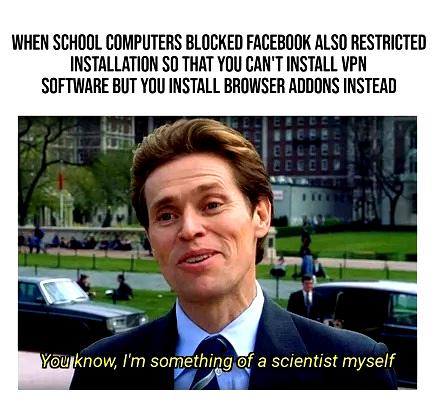 WHEN SCHOOL COMPUTERS BLOCKED FACEBOOK ALSO RESTRICTED
INSTALLATION SO THAT YOU CAN'T INSTALL VPN
SOFTWARE BUT YOU INSTALL BROWSER ADDONS INSTEAD
You know, I'm something of a scientist myself